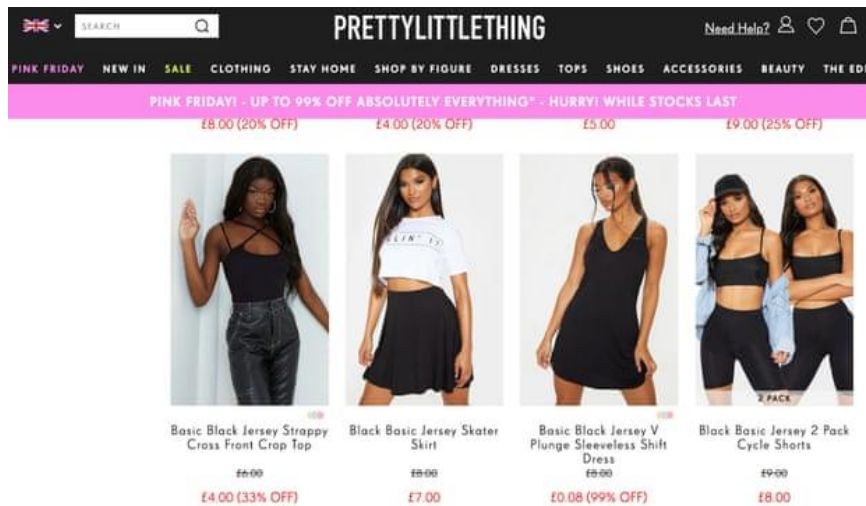 SEARCH
PRETTYLITTLETHING
Need Help?
PINK FRIDAY NEW IN SALE CLOTHING STAY HOME SHOP BY FIGURE DRESSES TOPS SHOES ACCESSORIES BEAUTY THE EDI
PINK FRIDAY! - UP TO 99% OFF ABSOLUTELY EVERYTHING* - HURRY! WHILE STOCKS LAST
£8.00 (20% OFF) £4.00 (20% OFF) £5.00 £9.00 (25% OFF)
2 PACK
Basic Black Jersey Strappy
Cross Front Crop Top
£6.00
£4.00 (33% OFF)
Black Basic Jersey Skater
Skirt
£8.00
£7.00
Basic Black Jersey V
Plunge Sleeveless Shift
Dress
£8.00
£0.08 (99% OFF)
Black Basic Jersey 2 Pack
Cycle Shorts
£9.00
£8.00